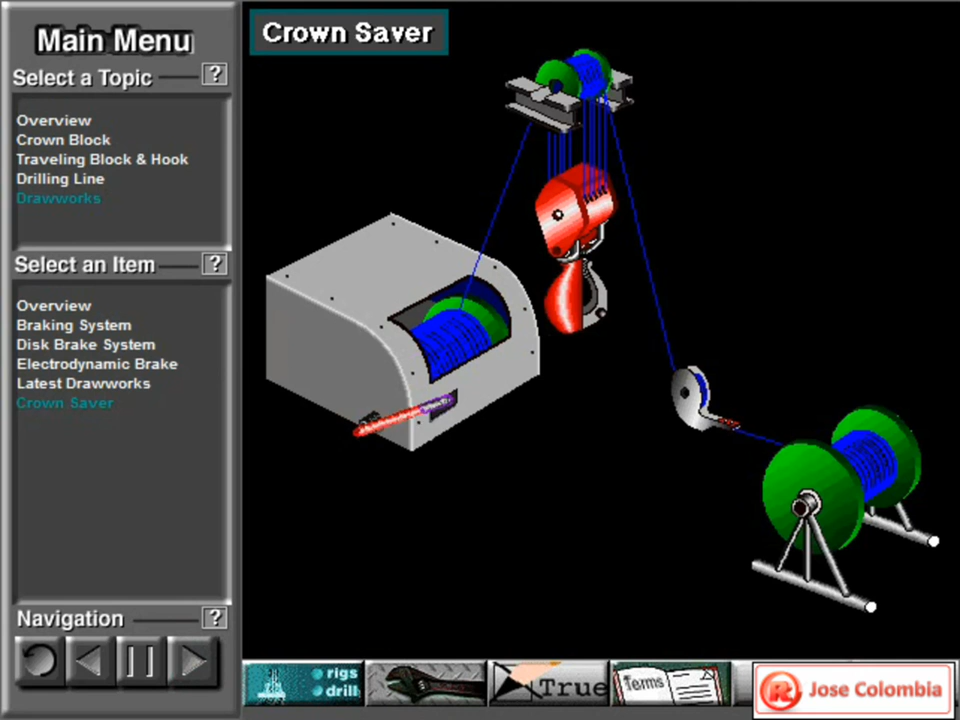 Main Menu
Select a Topic ?
Overview
Crown Block
Traveling Block & Hook
Drilling Line
Drawworks
Select an Item ?
Overview
Braking System
Disk Brake System
Electrodynamic Brake
Latest Drawworks
Crown Saver
Navigation ?
Crown Saver
rigs
drill
True
Terms
R Jose Colombia